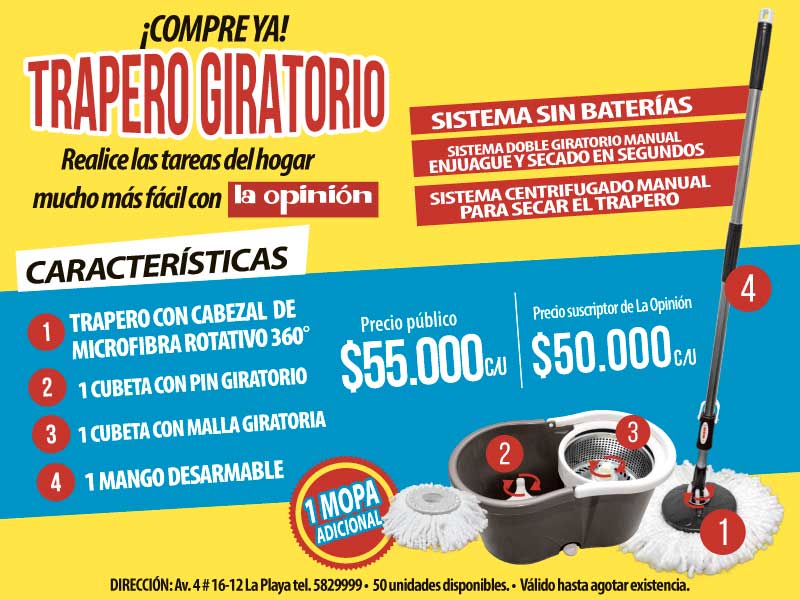 ¡COMPRE YA!
TRAPERO GIRATORIO
Realice las tareas del hogar
mucho más fácil con la opinión
SISTEMA SIN BATERÍAS
SISTEMA DOBLE GIRATORIO MANUAL
ENJUAGUE Y SECADO EN SEGUNDOS
SISTEMA CENTRIFUGADO MANUAL
PARA SECAR EL TRAPERO
CARACTERÍSTICAS
1 TRAPERO CON CABEZAL DE
MICROFIBRA ROTATIVO 360°
2 1 CUBETA CON PIN GIRATORIO
3 1 CUBETA CON MALLA GIRATORIA
4 1 MANGO DESARMABLE
Precio público
$55.000 C/U
Precio suscriptor de La Opinión
$50.000 C/U
4
3
2
1
1 MOPA
ADICIONAL
DIRECCIÓN: Av. 4 # 16-12 La Playa tel. 5829999 • 50 unidades disponibles. • Válido hasta agotar existencia.